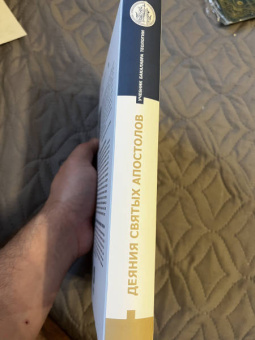 УЧЕБНИК БАКАЛАВРА ТЕОЛОГИИ
ДЕЯНИЯ СВЯТЫХ АПОСТОЛОВ